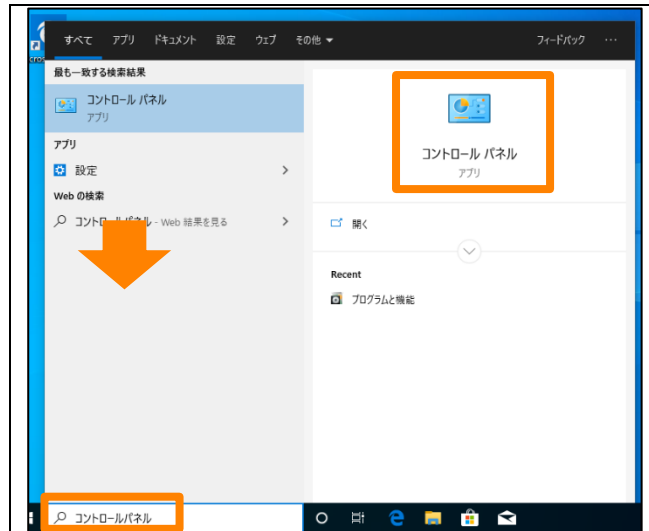 すべて アプリ ドキュメント 設定 ウェブ その他 フィードバック ...
最も一致する検索結果
コントロール パネル
アプリ
アプリ
設定
Web の検索
コントロールパネル - Web 結果を見る
コントロール パネル
アプリ
開く
Recent
プログラムと機能
コントロールパネル